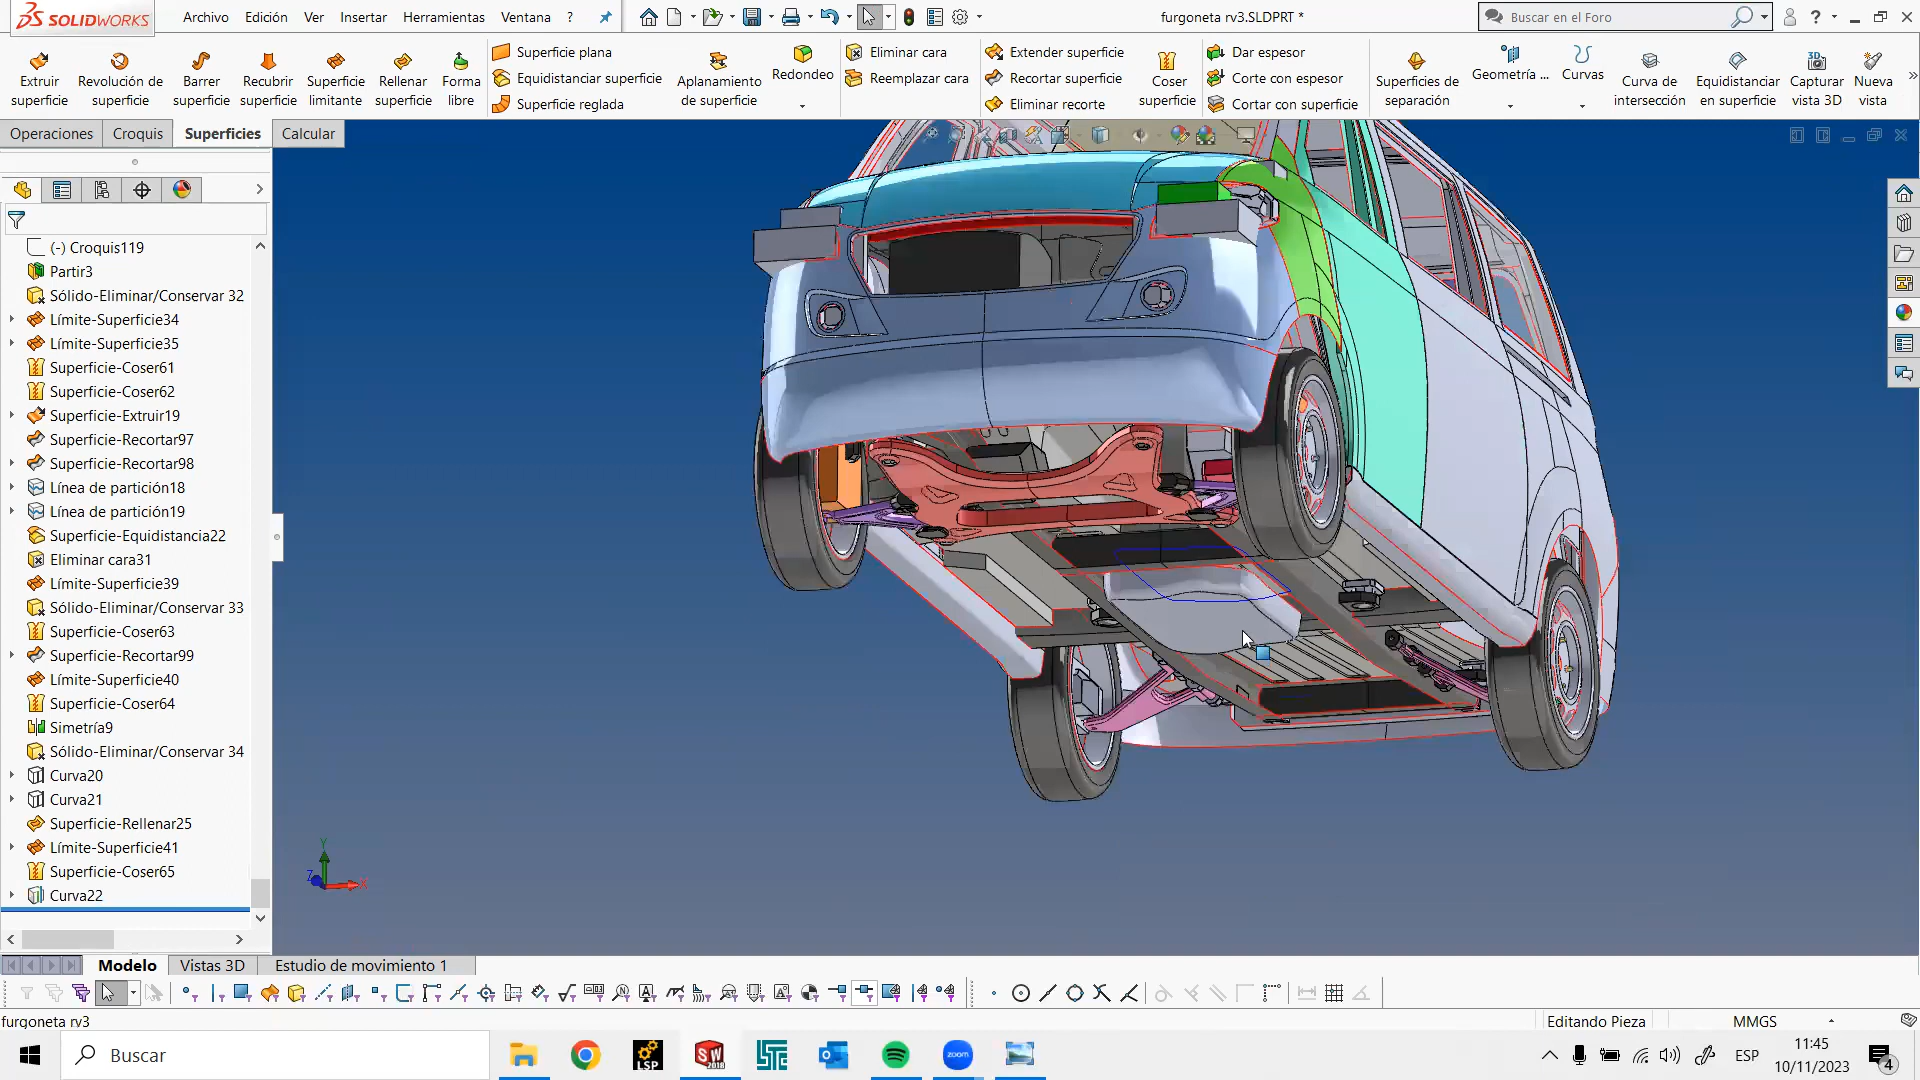 SOLIDWORKS
Archivo Edición Ver Insertar Herramientas Ventana ?
furgoneta rv3.SLDPRT *
Buscar en el Foro
?
Extruir superficie
Revolución de superficie
Barrer superficie
Recubrir superficie
Superficie limitante
Rellenar superficie
Forma libre
Superficie plana
Equidistanciar superficie
Superficie reglada
Aplanamiento de superficie
Redondeo
Eliminar cara
Reemplazar cara
Extender superficie
Recortar superficie
Eliminar recorte
Coser superficie
Dar espesor
Corte con espesor
Cortar con superficie
Superficies de separación
Geometría ...
Curvas
Curva de intersección
Equidistanciar en superficie
Capturar vista 3D
Nueva vista
Operaciones Croquis Superficies Calcular
(-) Croquis119
Partir3
Sólido-Eliminar/Conservar 32
Límite-Superficie34
Límite-Superficie35
Superficie-Coser61
Superficie-Coser62
Superficie-Extruir19
Superficie-Recortar97
Superficie-Recortar98
Línea de partición18
Línea de partición19
Superficie-Equidistancia22
Eliminar cara31
Límite-Superficie39
Sólido-Eliminar/Conservar 33
Superficie-Coser63
Superficie-Recortar99
Límite-Superficie40
Superficie-Coser64
Simetría9
Sólido-Eliminar/Conservar 34
Curva20
Curva21
Superficie-Rellenar25
Límite-Superficie41
Superficie-Coser65
Curva22
Y
Z
X
Modelo Vistas 3D Estudio de movimiento 1
furgoneta rv3
Editando Pieza
MMGS
Buscar
LSP
SW
2018
zoom
ESP
11:45
10/11/2023
4